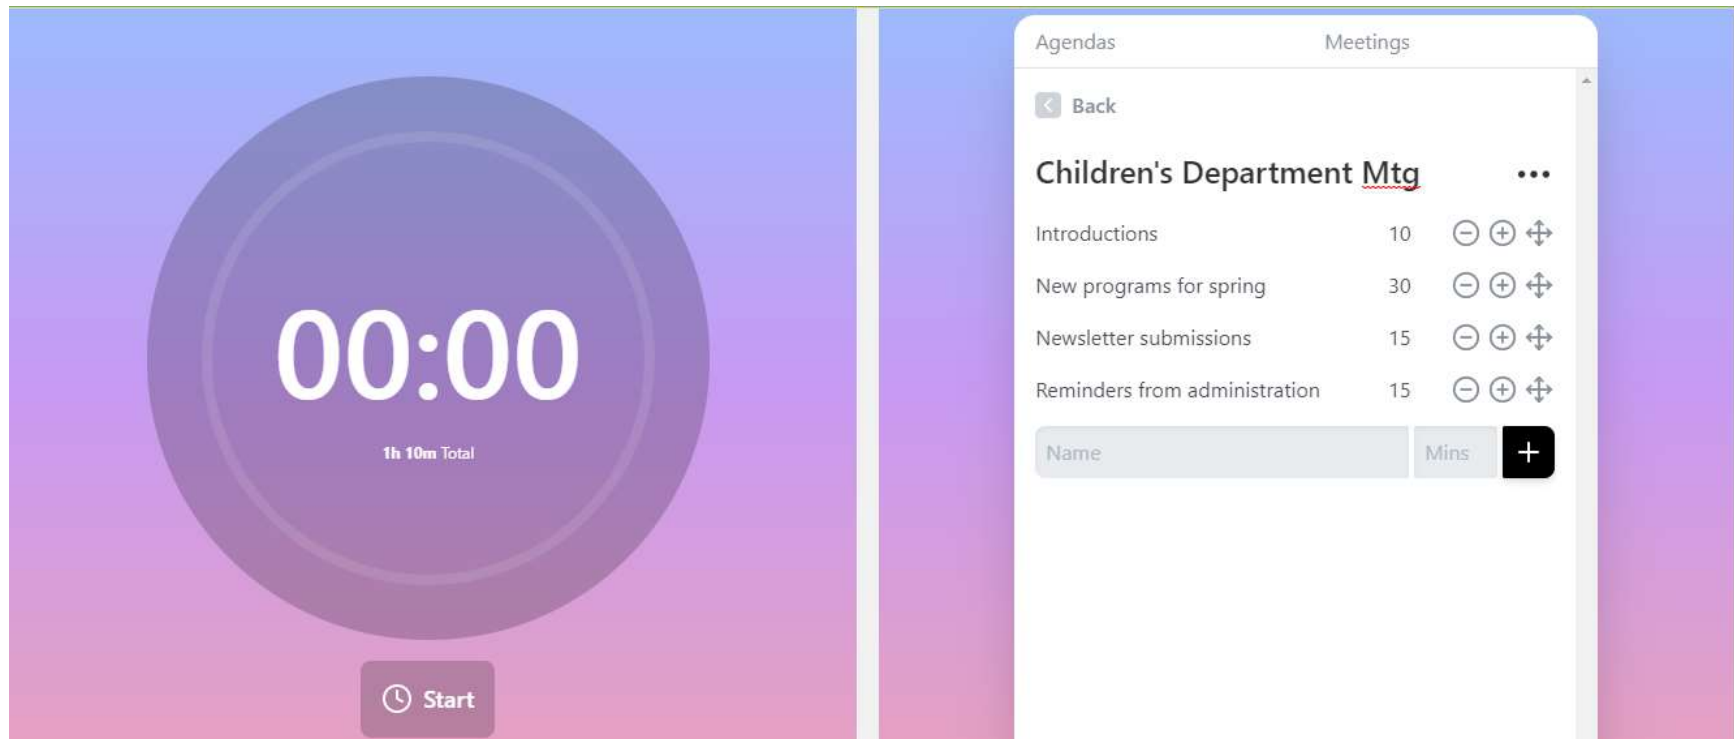 00:00
1h 10m Total
Start
Agendas Meetings
Back
Children's Department Mtg
Introductions 10
New programs for spring 30
Newsletter submissions 15
Reminders from administration 15
Name Mins